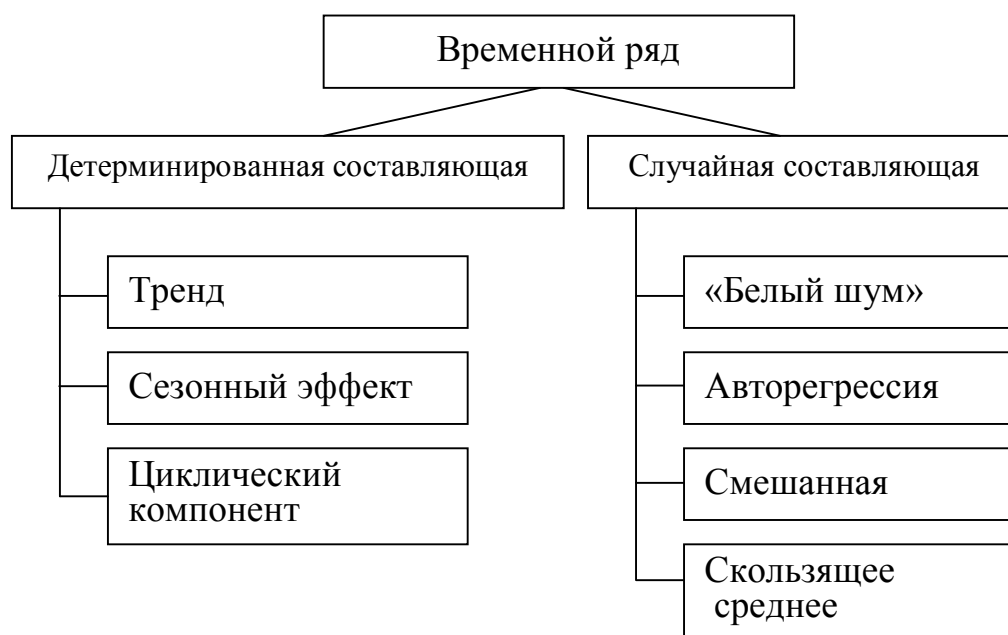 Временной ряд
Детерминированная составляющая
Случайная составляющая
Тренд
Сезонный эффект
Циклический
компонент
«Белый шум»
Авторегрессия
Смешанная
Скользящее
среднее